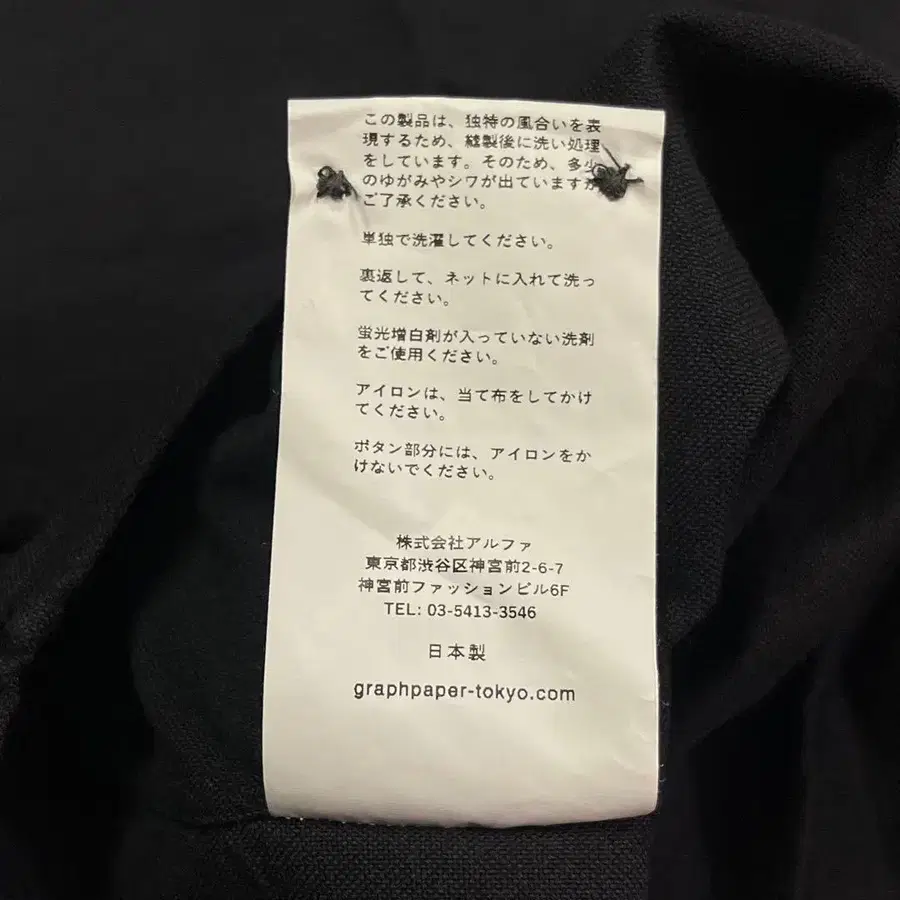 この製品は、独特の風合いを表
現するため、縫製後に洗い処理
をしています。そのため、多少
のゆがみやシワが出ていますが
ご了承ください。
単独で洗濯してください。
裏返して、ネットに入れて洗っ
てください。
蛍光増白剤が入っていない洗剤
をご使用ください。
アイロンは、当て布をしてかけ
てください。
ボタン部分には、アイロンをか
けないでください。
株式会社アルファ
東京都渋谷区神宮前2-6-7
神宮前ファッションビル6F
TEL: 03-5413-3546
日本製
graphpaper-tokyo.com